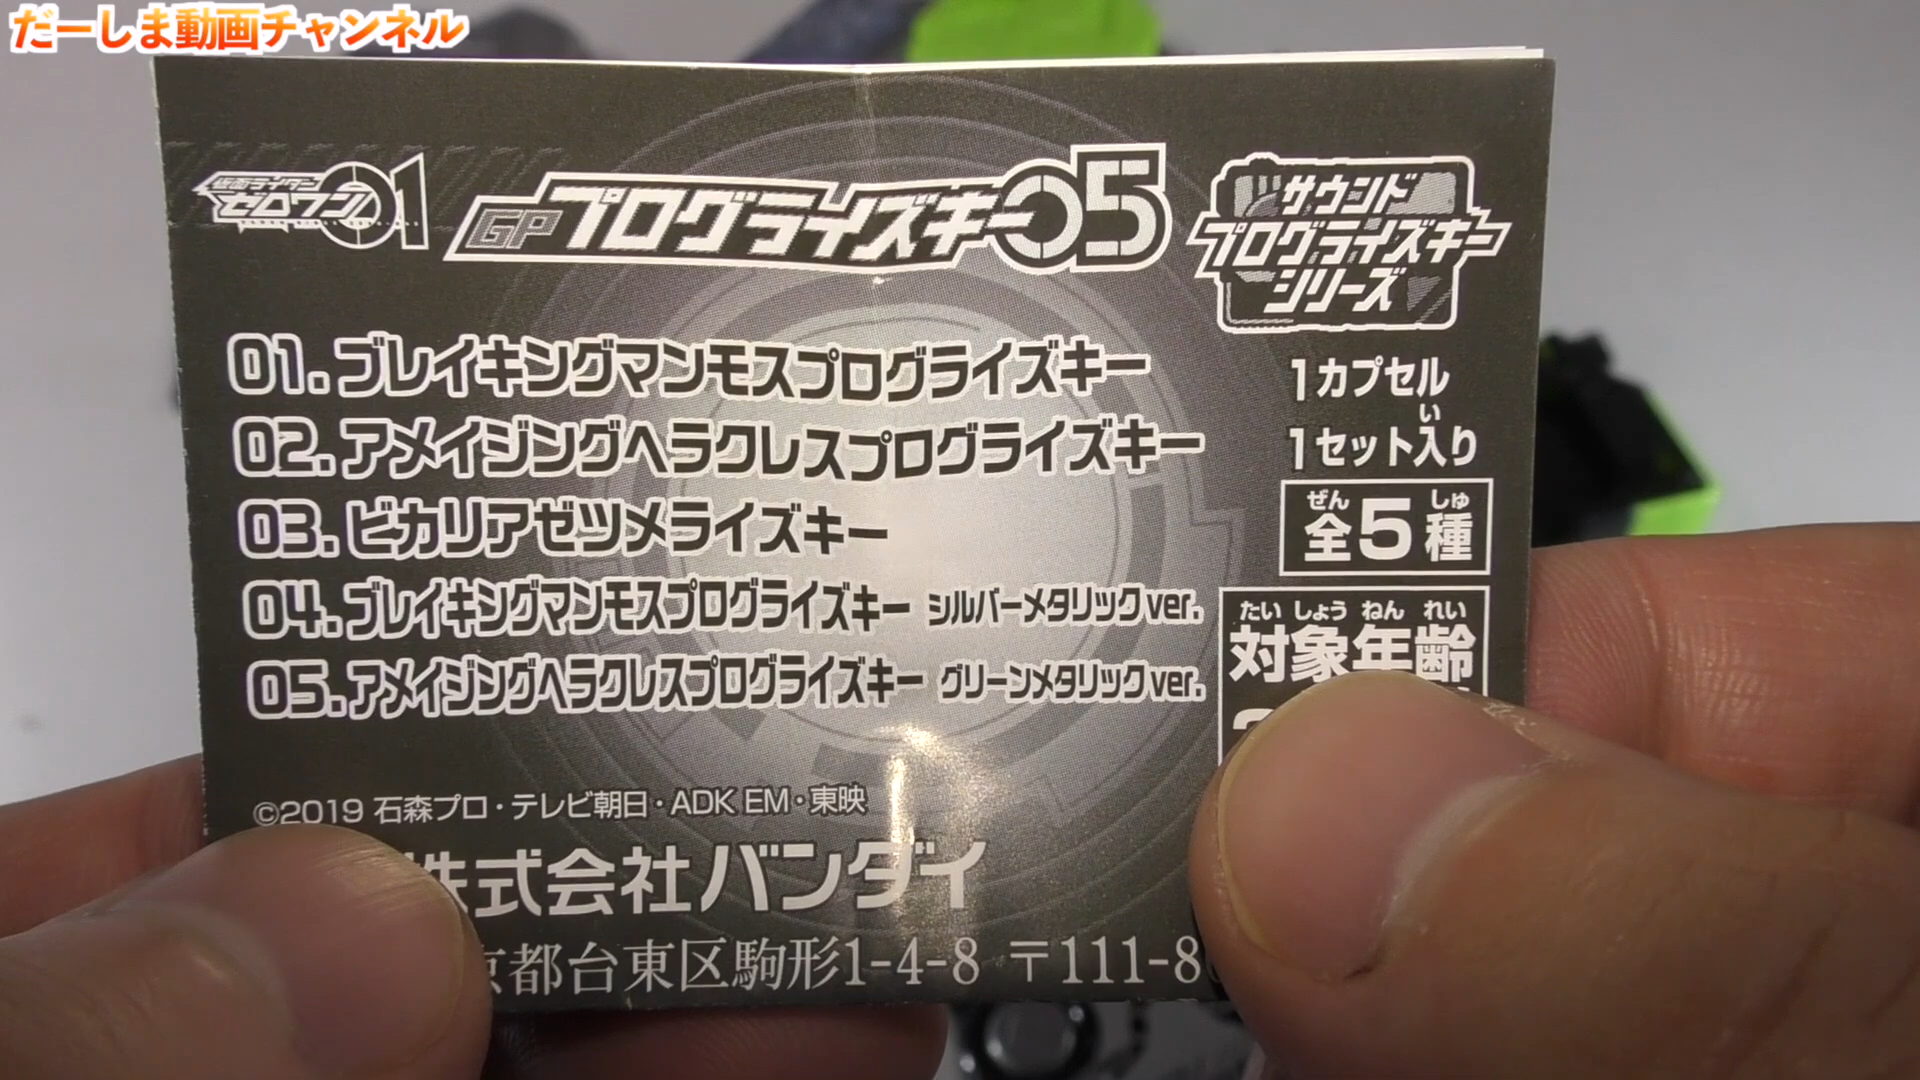 だーしま動画チャンネル
仮面ライダー
ゼロワン 01
GPプログライズキー05
サウンド
プログライズキー
シリーズ
01.ブレイキングマンモスプログライズキー
02.アメイジングヘラクレスプログライズキー
03.ビカリアゼツメライズキー
04.ブレイキングマンモスプログライズキー シルバーメタリックver.
05.アメイジングヘラクレスプログライズキー グリーンメタリックver.
1カプセル
い
1セット入り
ぜん しゅ
全5種
たいしょうねんれい
対象年齢
©2019 石森プロ・テレビ朝日・ADK EM・東映
株式会社バンダイ
京都台東区駒形1-4-8 〒111-8